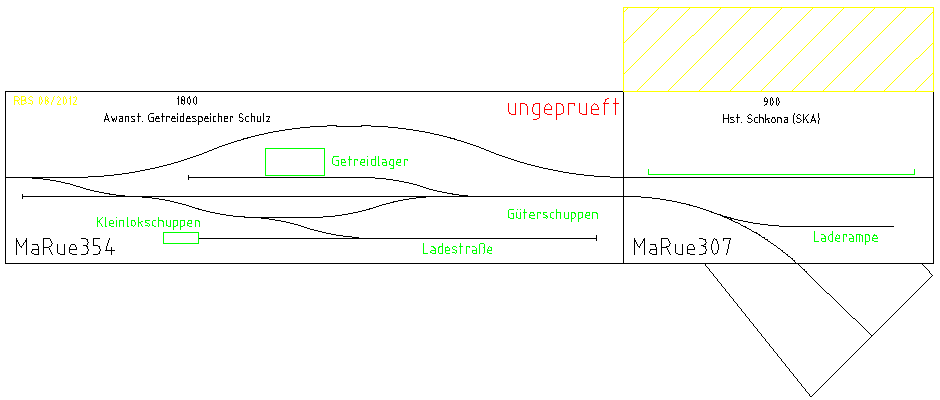 RBS 08/2012
1800
Awanst. Getreidespeicher Schulz
ungeprueft
900
Hst. Schkona (SKA)
Getreidlager
Kleinlokschuppen
Güterschuppen
MaRue354
Ladestraße
MaRue307
Laderampe